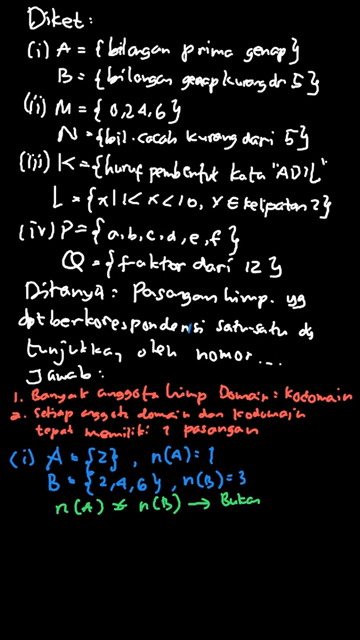 Diket:
(i) A = {bilangan prima genap}
B = {bilangan genap kurang dr 5}
(ii) M = {0,2,4,6}
N = {bil. cacah kurang dari 5}
(iii) K = {huruf pembentuk kata "ADIL"
L = {x|1<x<10, x ∈ kelipatan 2}
(iv) P = {a,b,c,d,e,f}
Q = {faktor dari 12}
Ditanya: Pasangan himp. yg
dpt berkorespondensi satu-satu dg
tunjukkan oleh nomor...
Jawab:
1. Banyak anggota himp Domain = kodomain
2. Setiap anggota domain dan kodomain
tepat memiliki 1 pasangan
(i) A = {2}, n(A) = 1
B = {2,4,6}, n(B) = 3
n(A) ≠ n(B) → Bukan